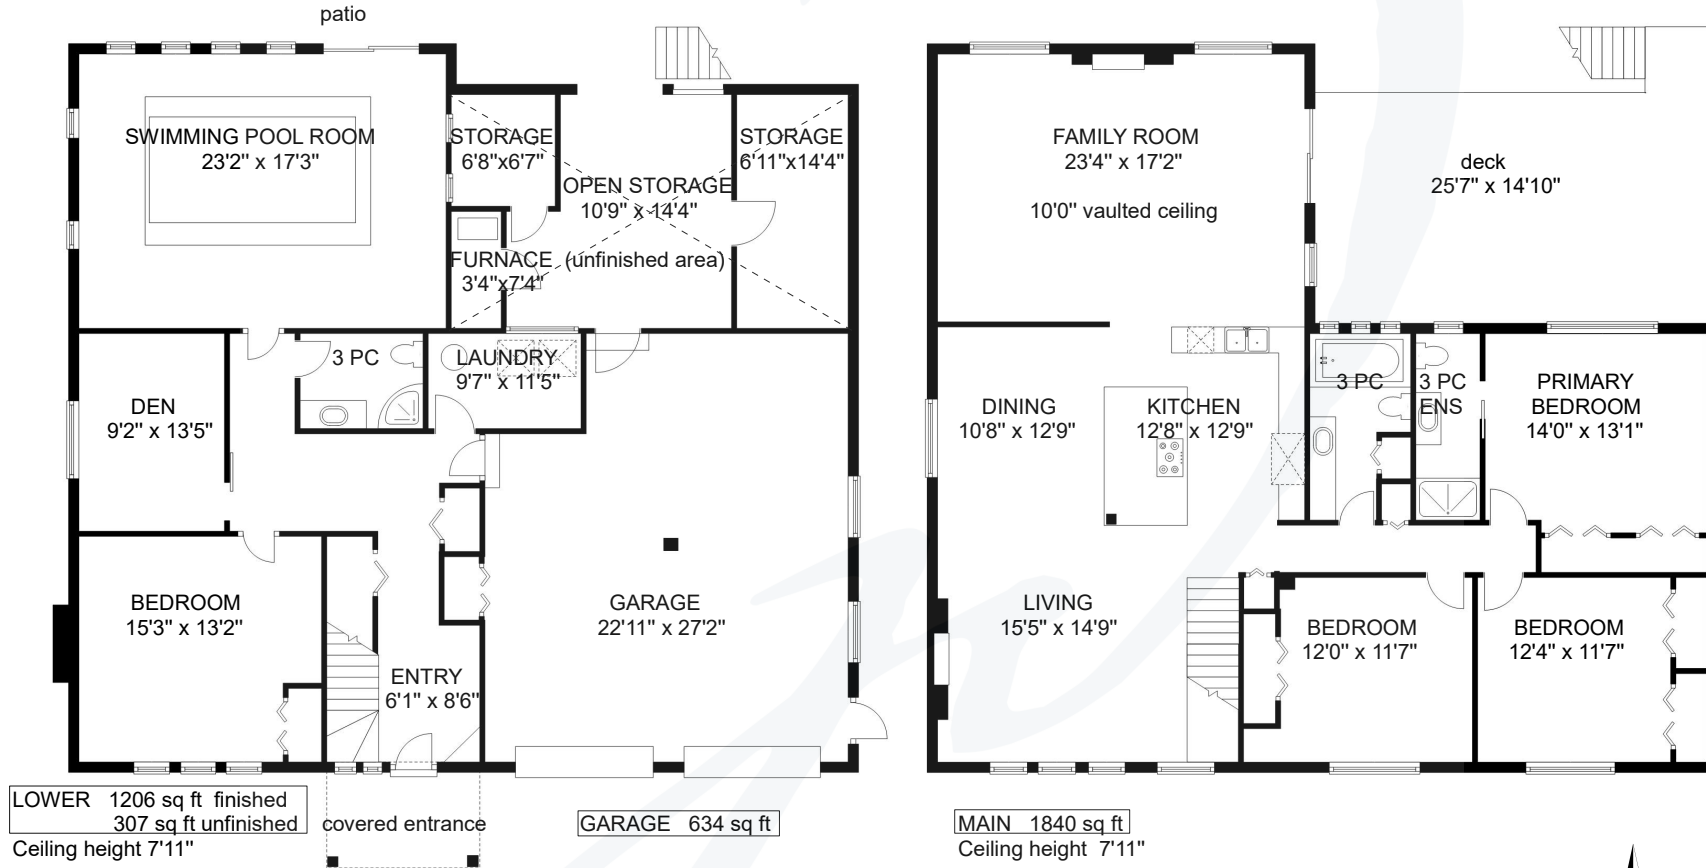 patio
SWIMMING POOL ROOM
23'2" x 17'3"
STORAGE
6'8"x6'7"
OPEN STORAGE
10'9" x 14'4"
STORAGE
6'11"x14'4"
FURNACE
3'4"x7'4"
(unfinished area)
DEN
9'2" x 13'5"
3 PC
LAUNDRY
9'7" x 11'5"
BEDROOM
15'3" x 13'2"
ENTRY
6'1" x 8'6"
GARAGE
22'11" x 27'2"
LOWER 1206 sq ft finished
307 sq ft unfinished
Ceiling height 7'11"
covered entrance
GARAGE 634 sq ft
FAMILY ROOM
23'4" x 17'2"
10'0" vaulted ceiling
deck
25'7" x 14'10"
DINING
10'8" x 12'9"
KITCHEN
12'8" x 12'9"
3 PC
3 PC
ENS
PRIMARY
BEDROOM
14'0" x 13'1"
LIVING
15'5" x 14'9"
BEDROOM
12'0" x 11'7"
BEDROOM
12'4" x 11'7"
MAIN 1840 sq ft
Ceiling height 7'11"